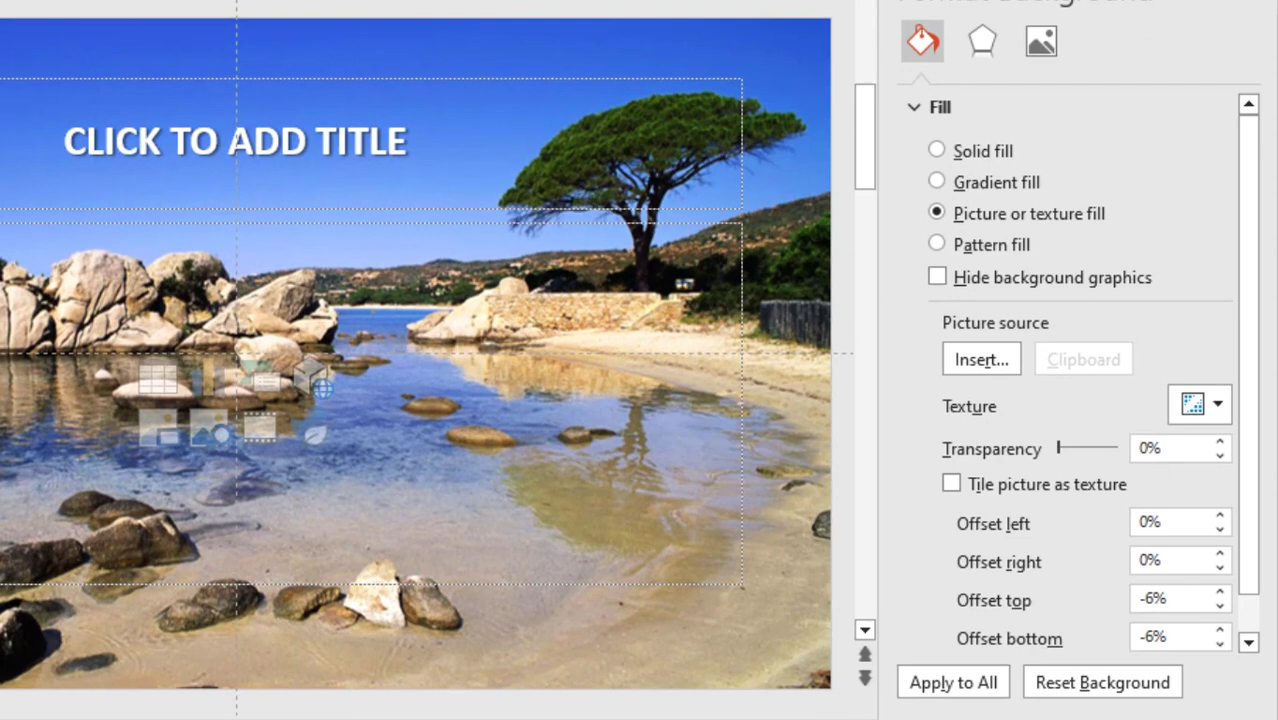 Format Background
CLICK TO ADD TITLE
Fill
Solid fill
Gradient fill
Picture or texture fill
Pattern fill
Hide background graphics
Picture source
Insert...
Clipboard
Texture
Transparency
0%
Tile picture as texture
Offset left
0%
Offset right
0%
Offset top
-6%
Offset bottom
-6%
Apply to All
Reset Background